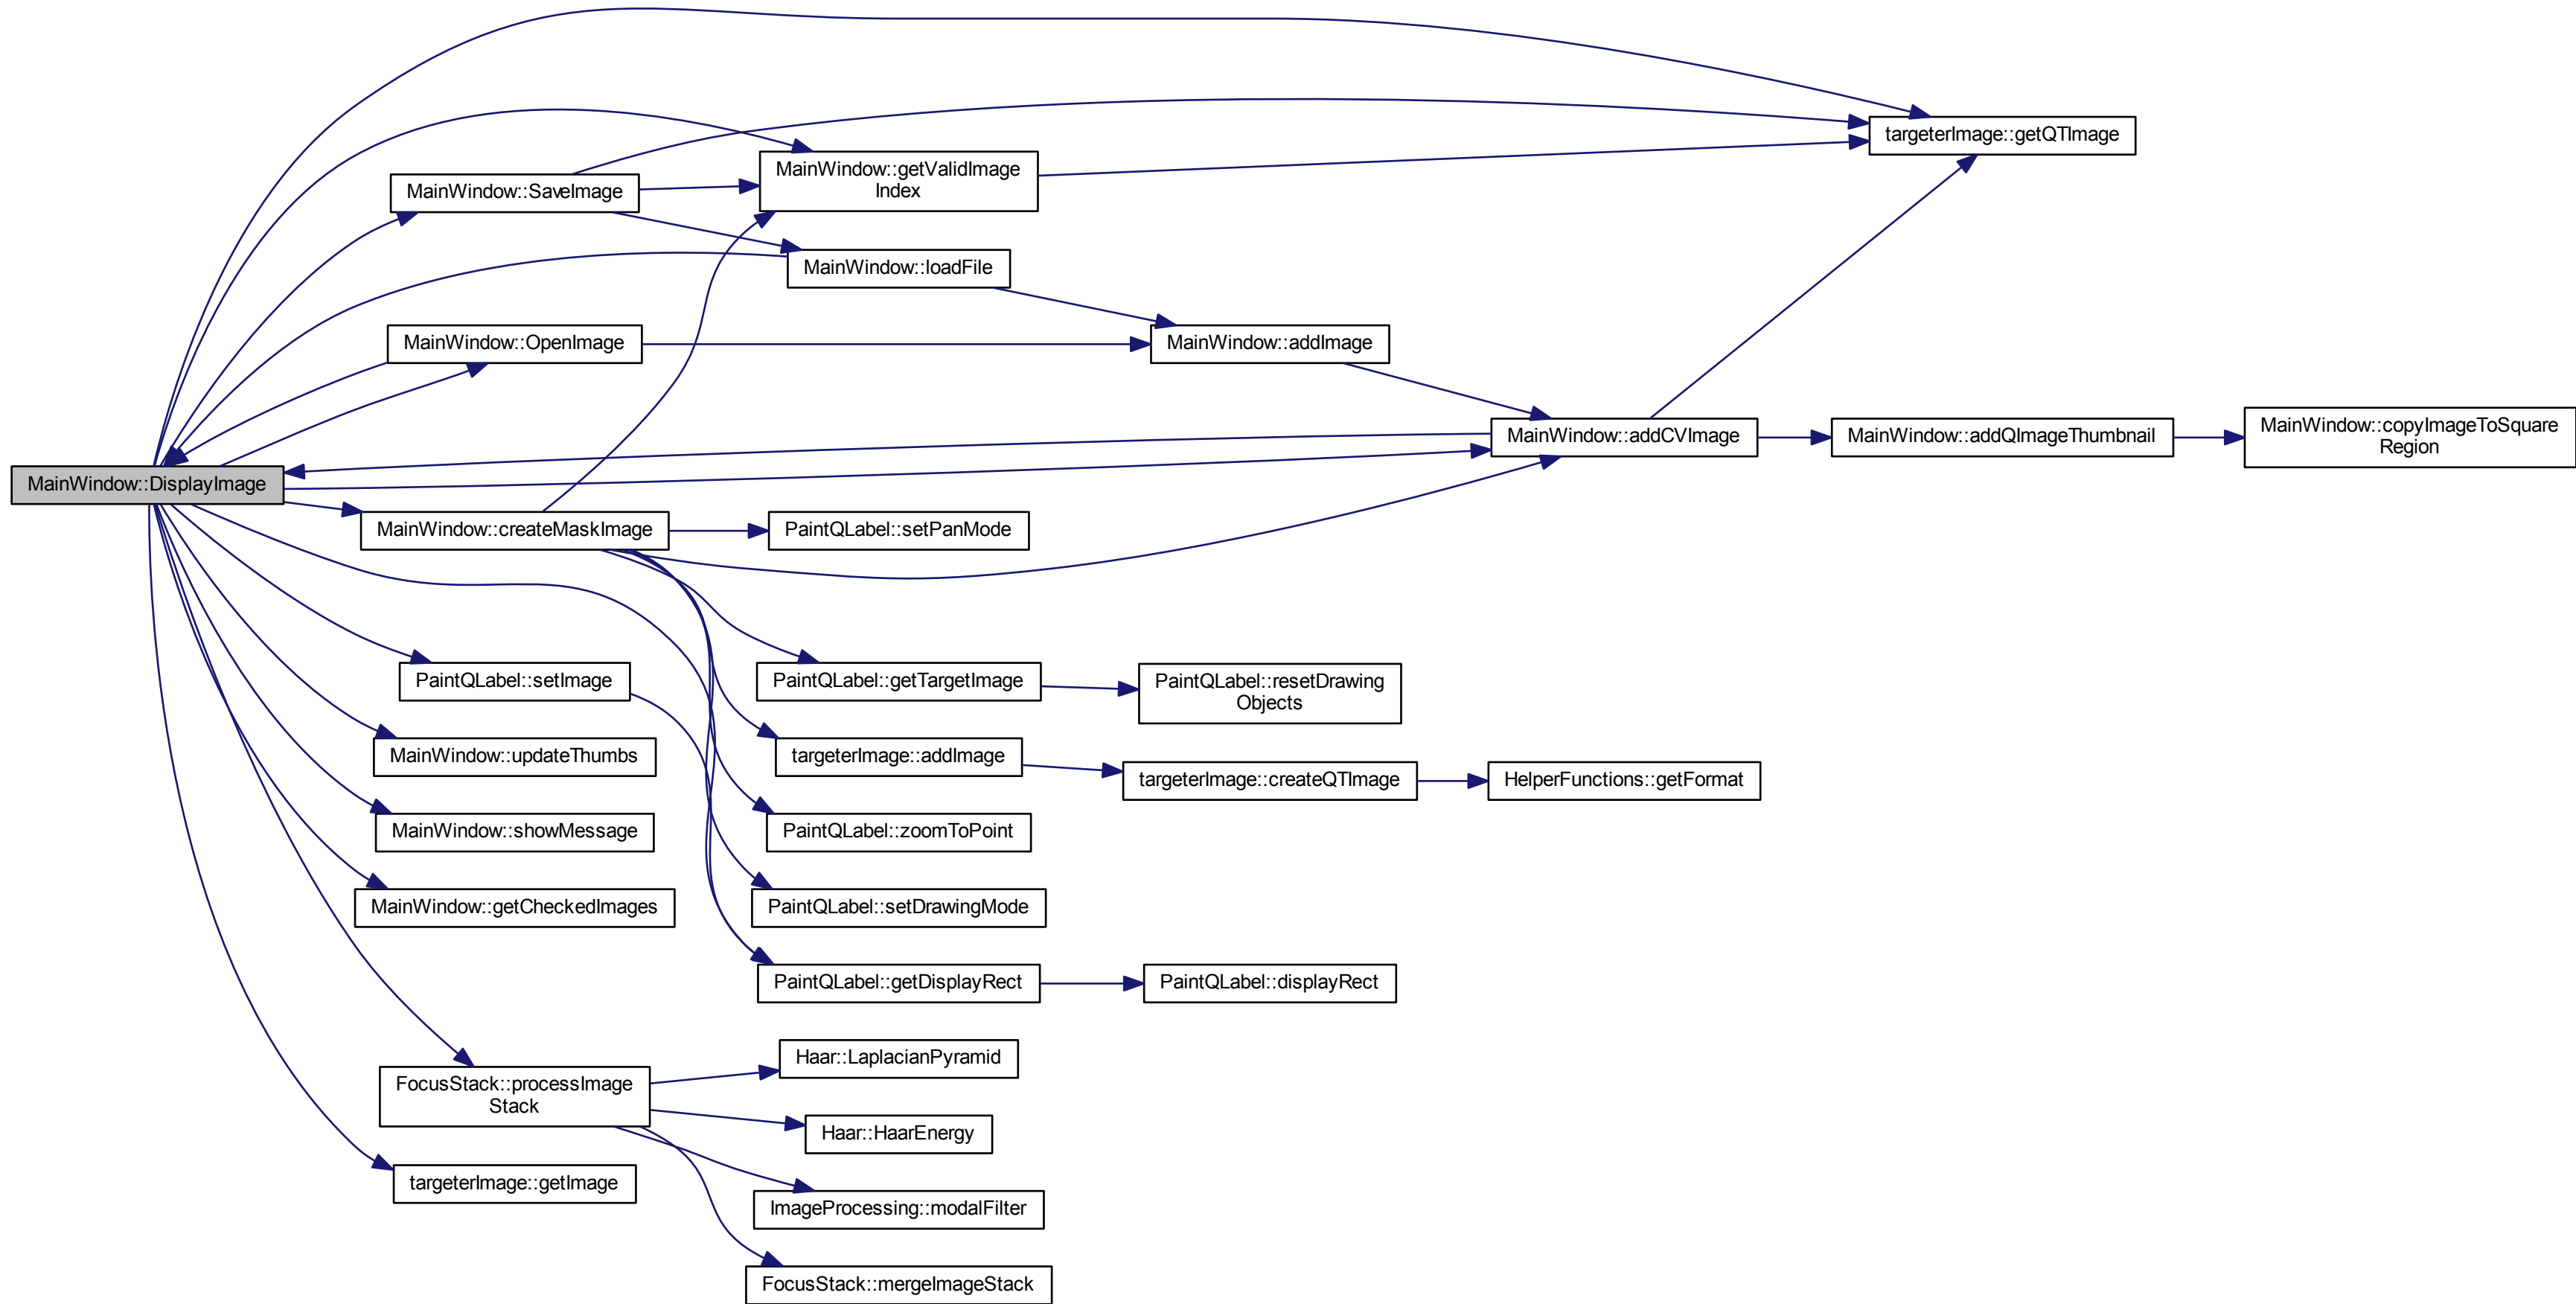 targeterImage::getQTImage
MainWindow::getValidImage
Index
MainWindow::SaveImage
MainWindow::loadFile
MainWindow::OpenImage
MainWindow::addImage
MainWindow::addCVImage
MainWindow::addQImageThumbnail
MainWindow::copyImageToSquare
Region
MainWindow::DisplayImage
MainWindow::createMaskImage
PaintQLabel::setPanMode
PaintQLabel::setImage
PaintQLabel::getTargetImage
PaintQLabel::resetDrawing
Objects
MainWindow::updateThumbs
targeterImage::addImage
targeterImage::createQTImage
HelperFunctions::getFormat
MainWindow::showMessage
PaintQLabel::zoomToPoint
MainWindow::getCheckedImages
PaintQLabel::setDrawingMode
PaintQLabel::getDisplayRect
PaintQLabel::displayRect
Haar::LaplacianPyramid
FocusStack::processImage
Stack
Haar::HaarEnergy
targeterImage::getImage
ImageProcessing::modalFilter
FocusStack::mergeImageStack